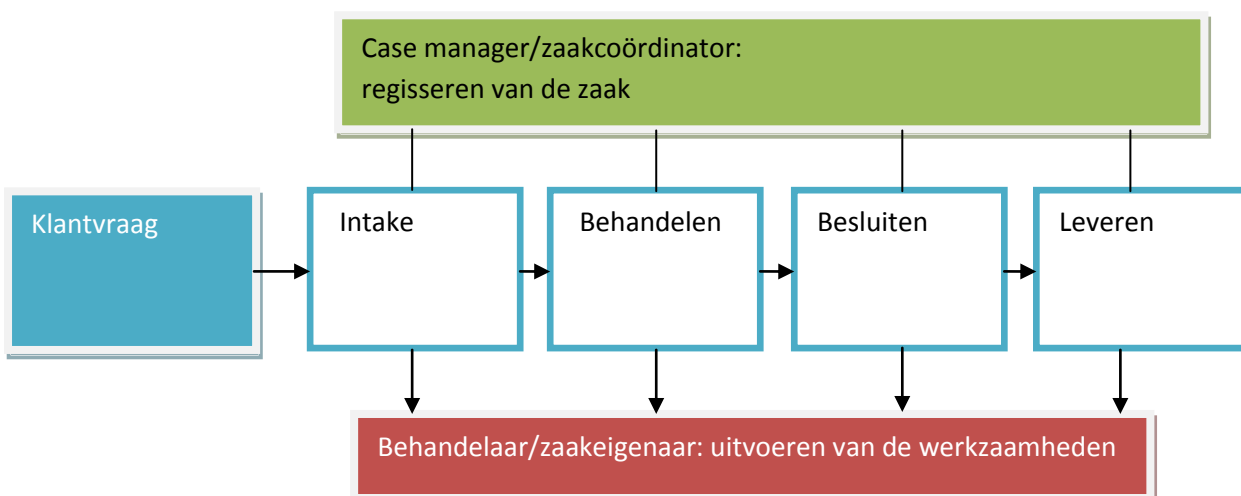 Case manager/zaakcoördinator:
regisseren van de zaak
Klantvraag
Intake
Behandelen
Besluiten
Leveren
Behandelaar/zaakeigenaar: uitvoeren van de werkzaamheden